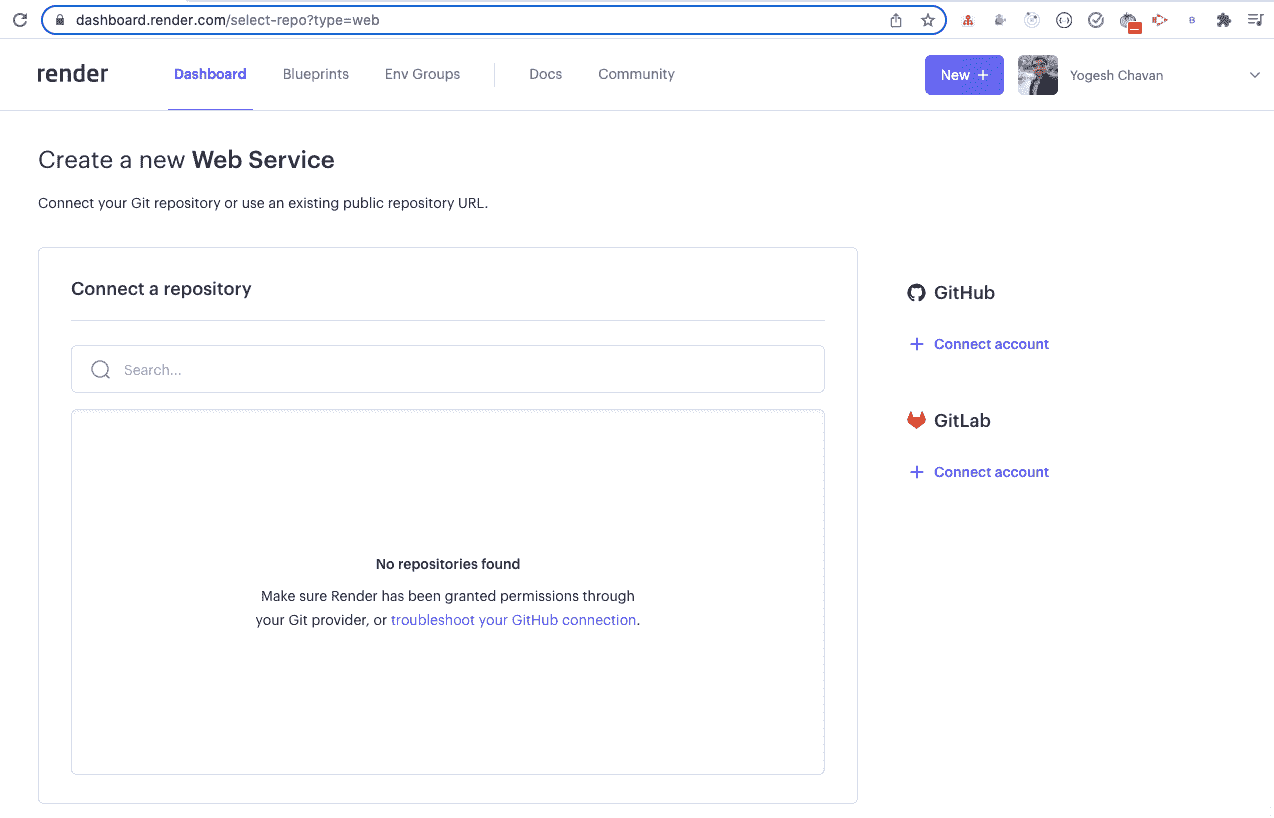 dashboard.render.com/select-repo?type=web
render Dashboard Blueprints Env Groups Docs Community New + Yogesh Chavan
Create a new Web Service
Connect your Git repository or use an existing public repository URL.
Connect a repository
Search...
No repositories found
Make sure Render has been granted permissions through
your Git provider, or troubleshoot your GitHub connection.
GitHub
+ Connect account
GitLab
+ Connect account